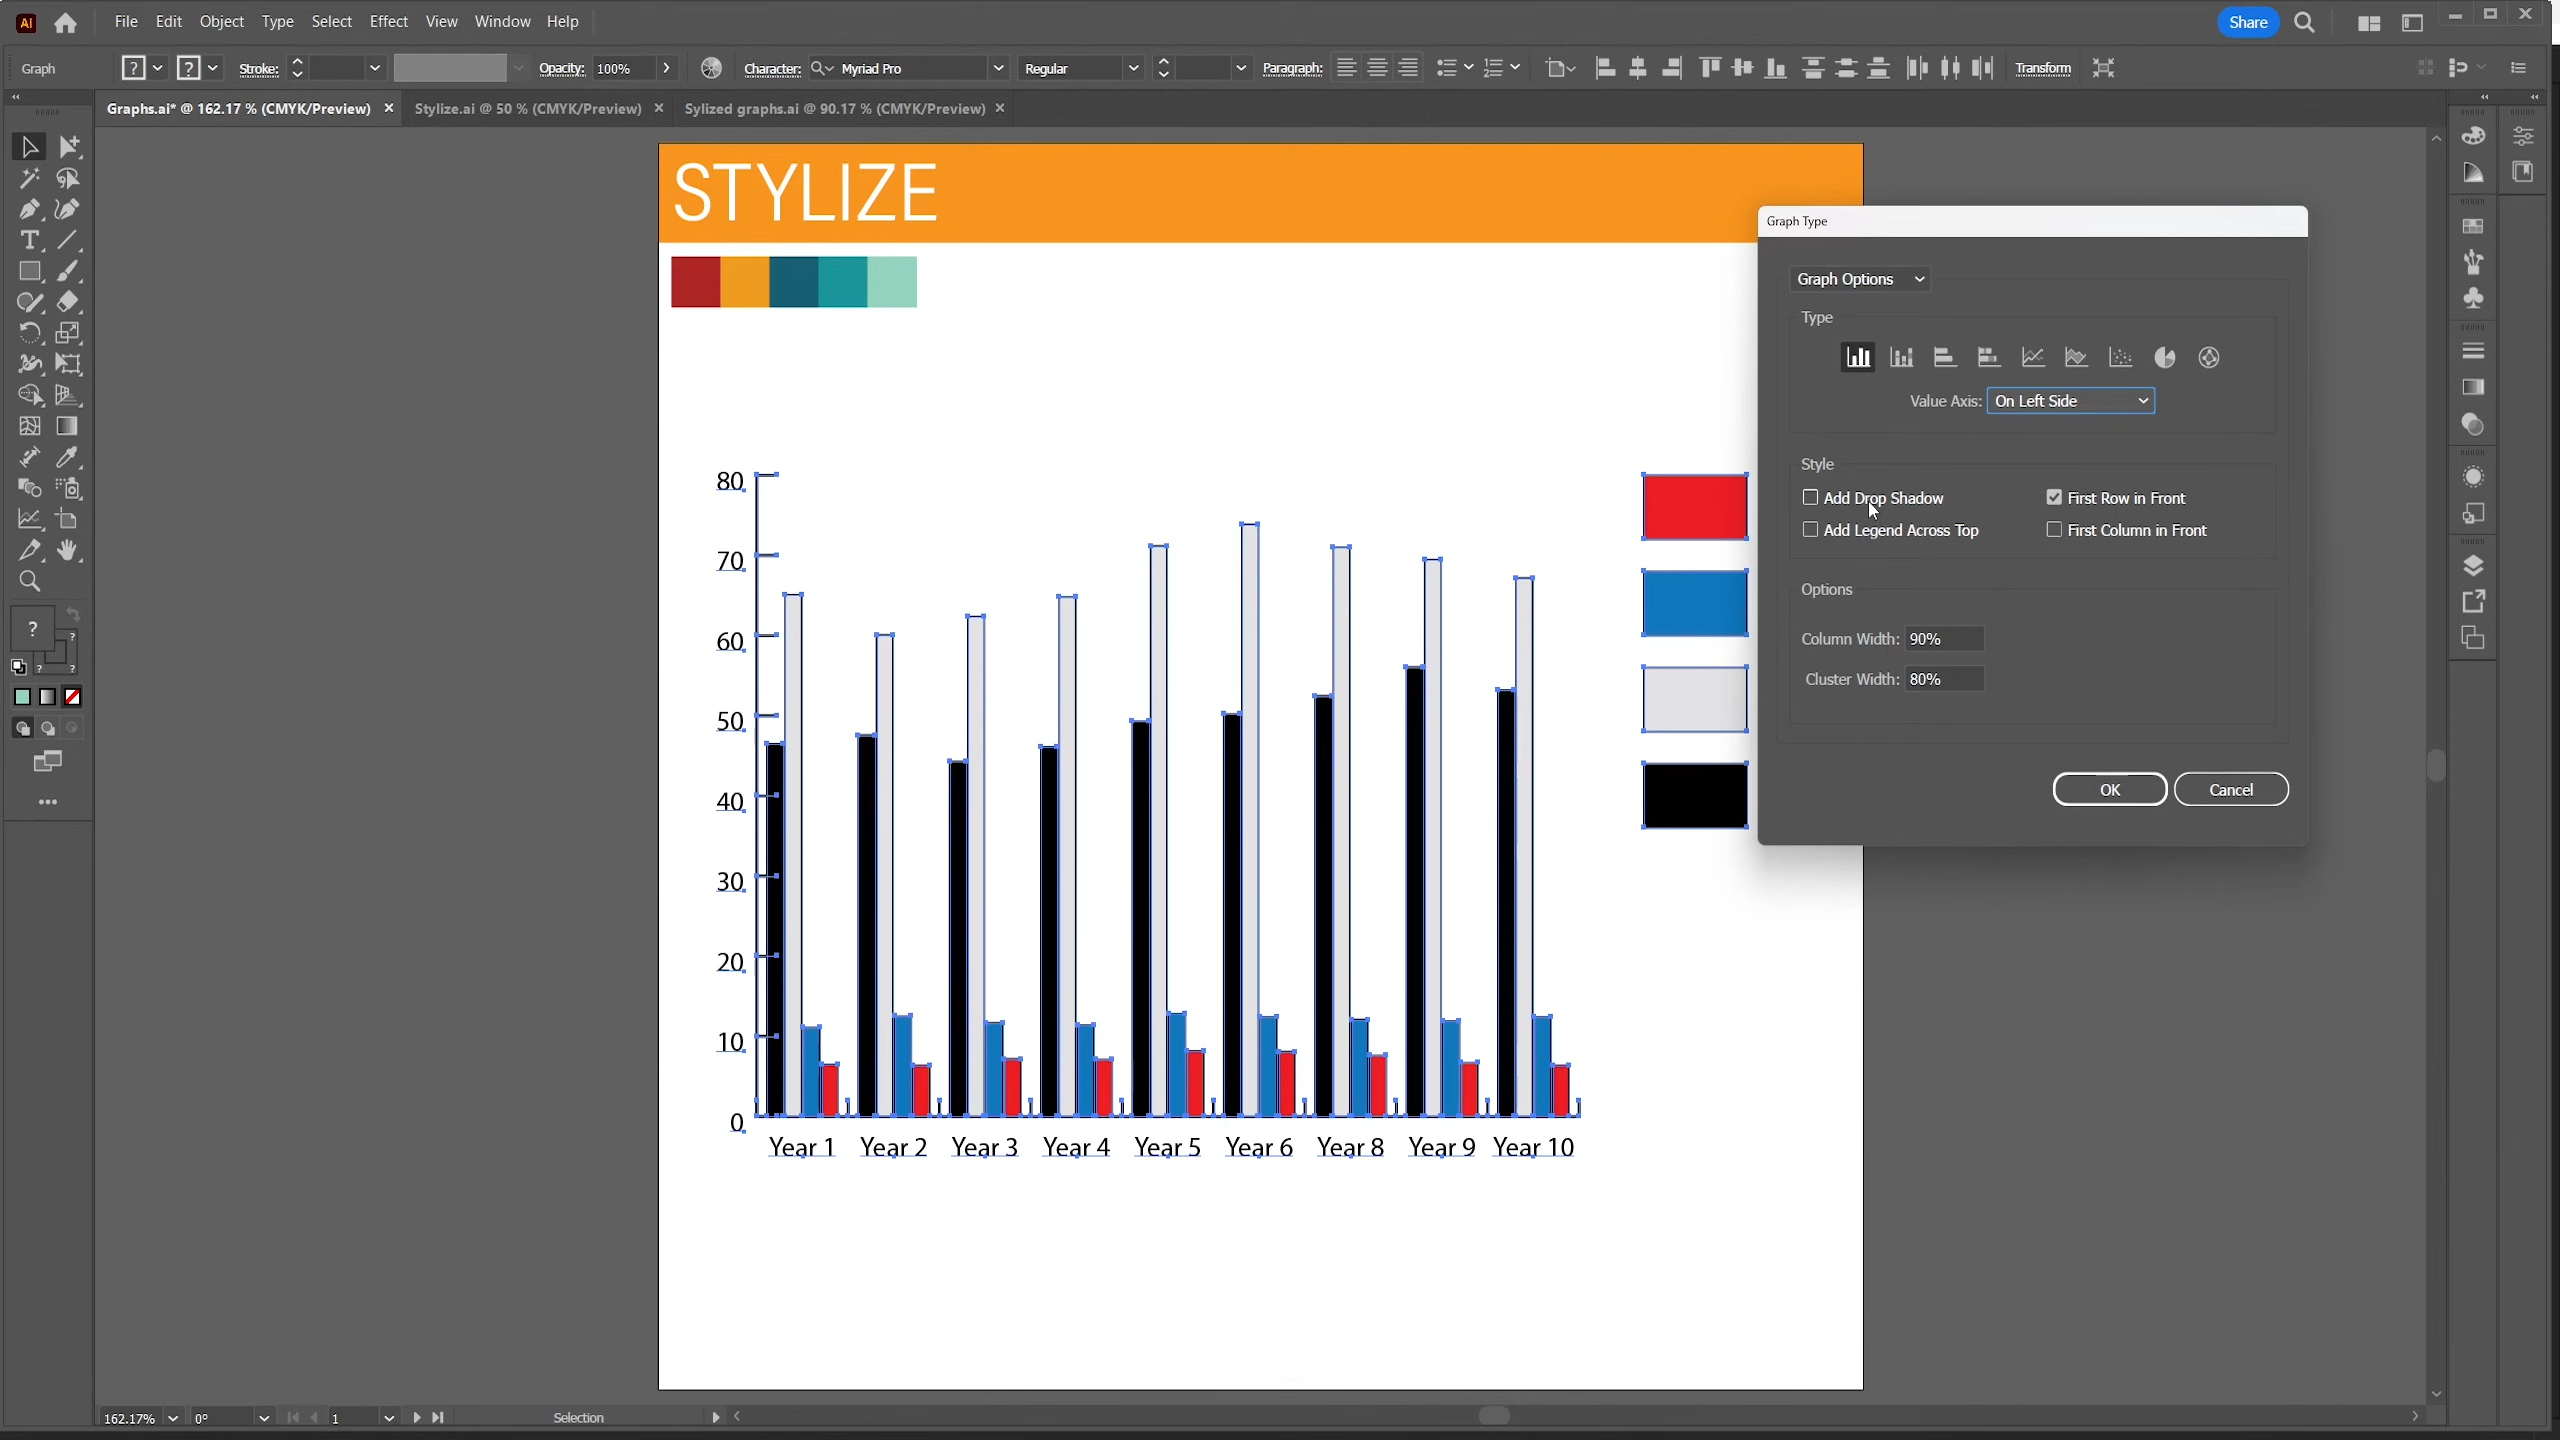 Ai File Edit Object Type Select Effect View Window Help Share
Graph ? ? Stroke: Opacity: 100% Character: Myriad Pro Regular Paragraph: Transform
Graphs.ai* @ 162.17 % (CMYK/Preview) Stylize.ai @ 50 % (CMYK/Preview) Sylized graphs.ai @ 90.17 % (CMYK/Preview)
STYLIZE
Graph Type
Graph Options
Type
Value Axis: On Left Side
Style
Add Drop Shadow First Row in Front
Add Legend Across Top First Column in Front
Options
Column Width: 90%
Cluster Width: 80%
OK Cancel
80
70
60
50
40
30
20
10
0
Year 1 Year 2 Year 3 Year 4 Year 5 Year 6 Year 8 Year 9 Year 10
?
?
? ?
162.17% 0° 1 Selection